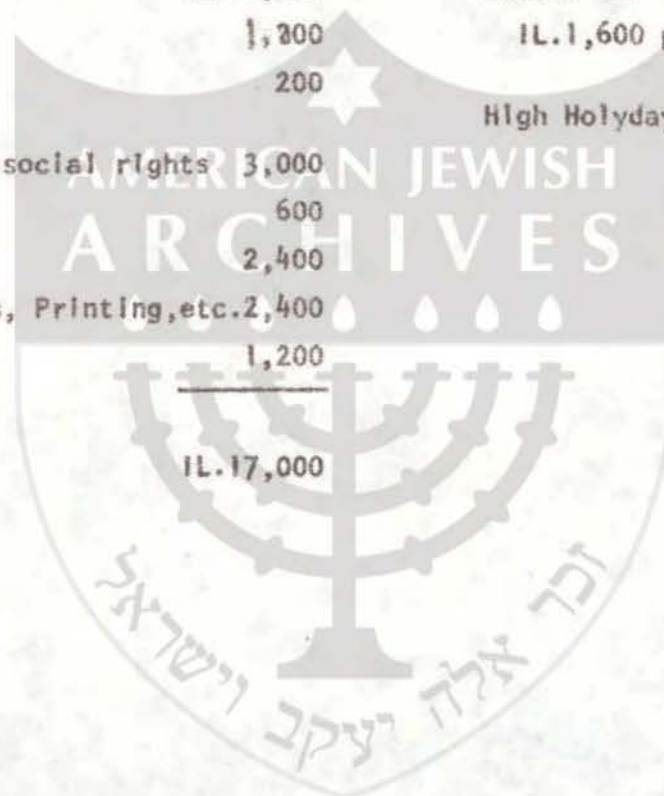 1,200
IL.1,600
200
High Holyday
social rights 3,000
AMERICAN JEWISH
600
ARCHIVES
2,400
Printing,etc.2,400
1,200
IL.17,000
זכר אלה יעקב וישראל